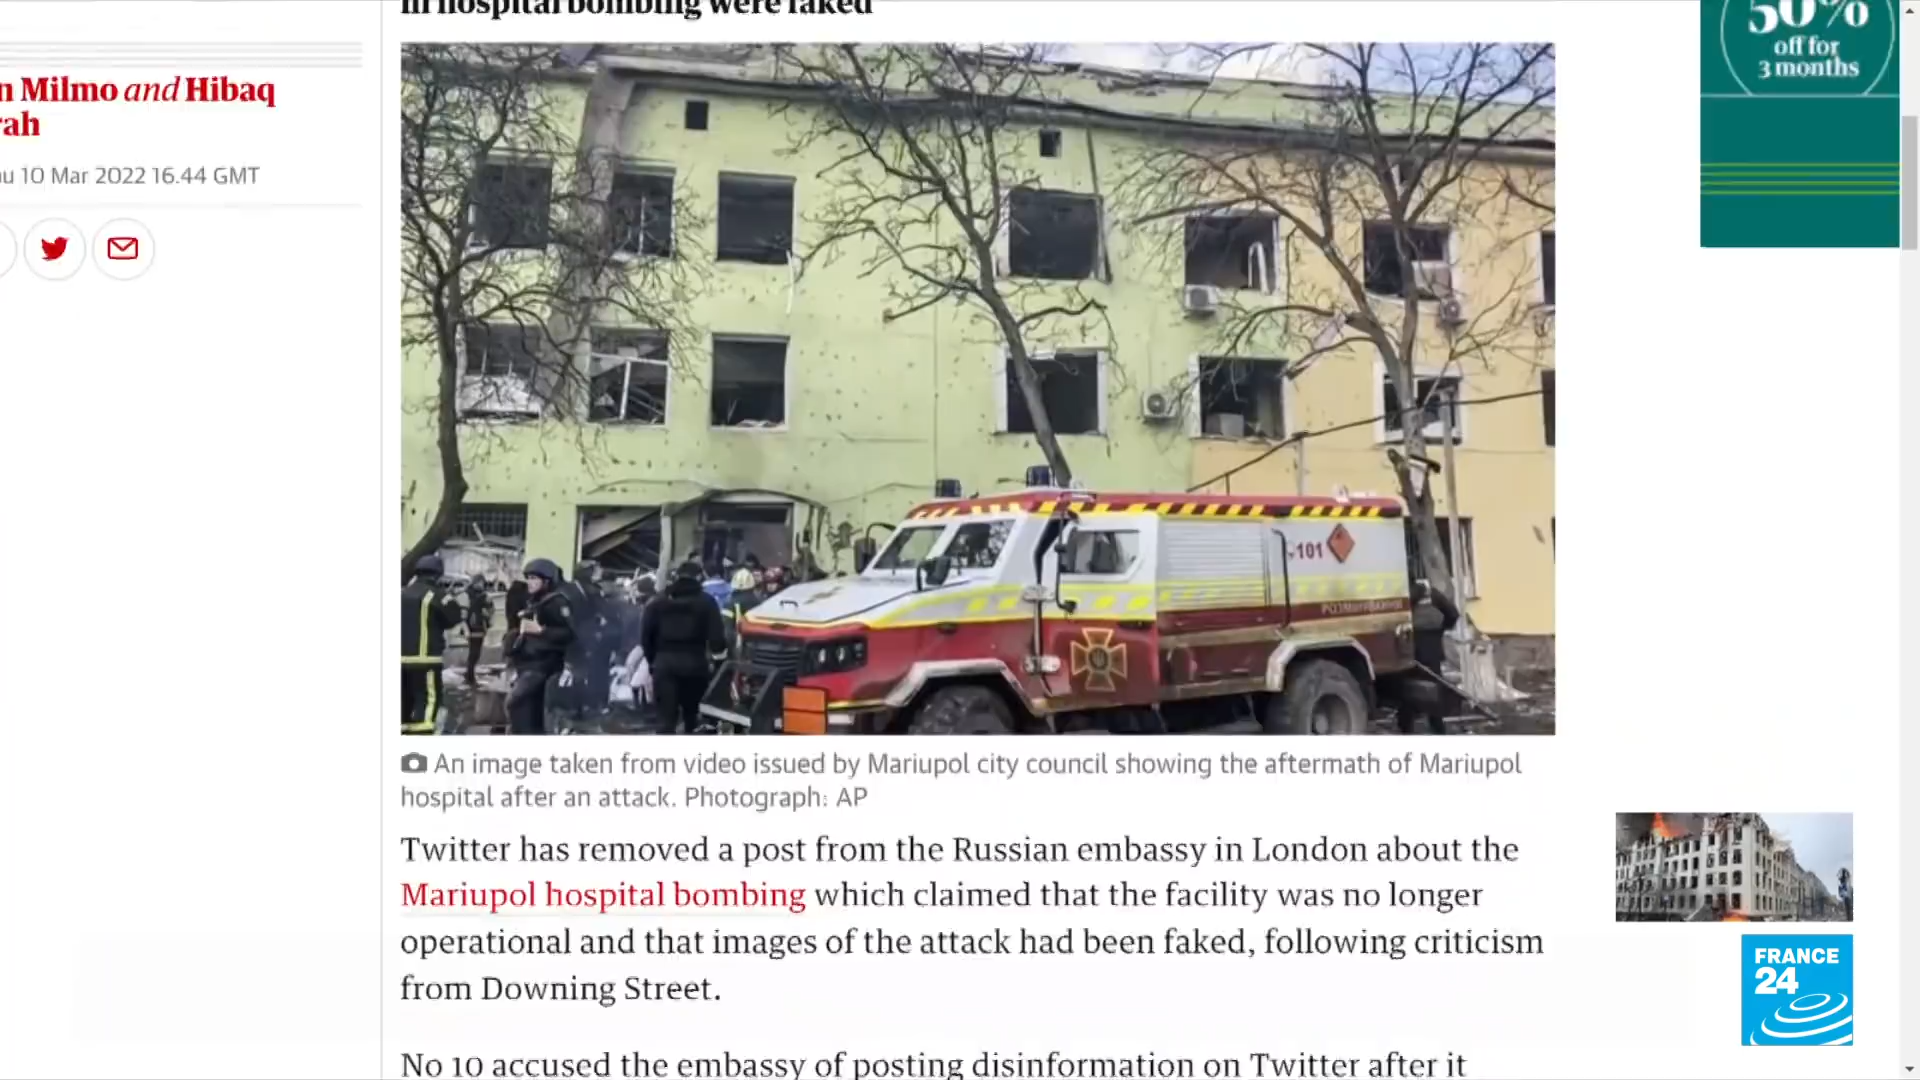 in hospital bombing were faked
50%
off for
3 months
n Milmo and Hibaq
rah
u 10 Mar 2022 16.44 GMT
101
An image taken from video issued by Mariupol city council showing the aftermath of Mariupol
hospital after an attack. Photograph: AP
Twitter has removed a post from the Russian embassy in London about the
Mariupol hospital bombing which claimed that the facility was no longer
operational and that images of the attack had been faked, following criticism
from Downing Street.
No 10 accused the embassy of posting disinformation on Twitter after it
FRANCE
24